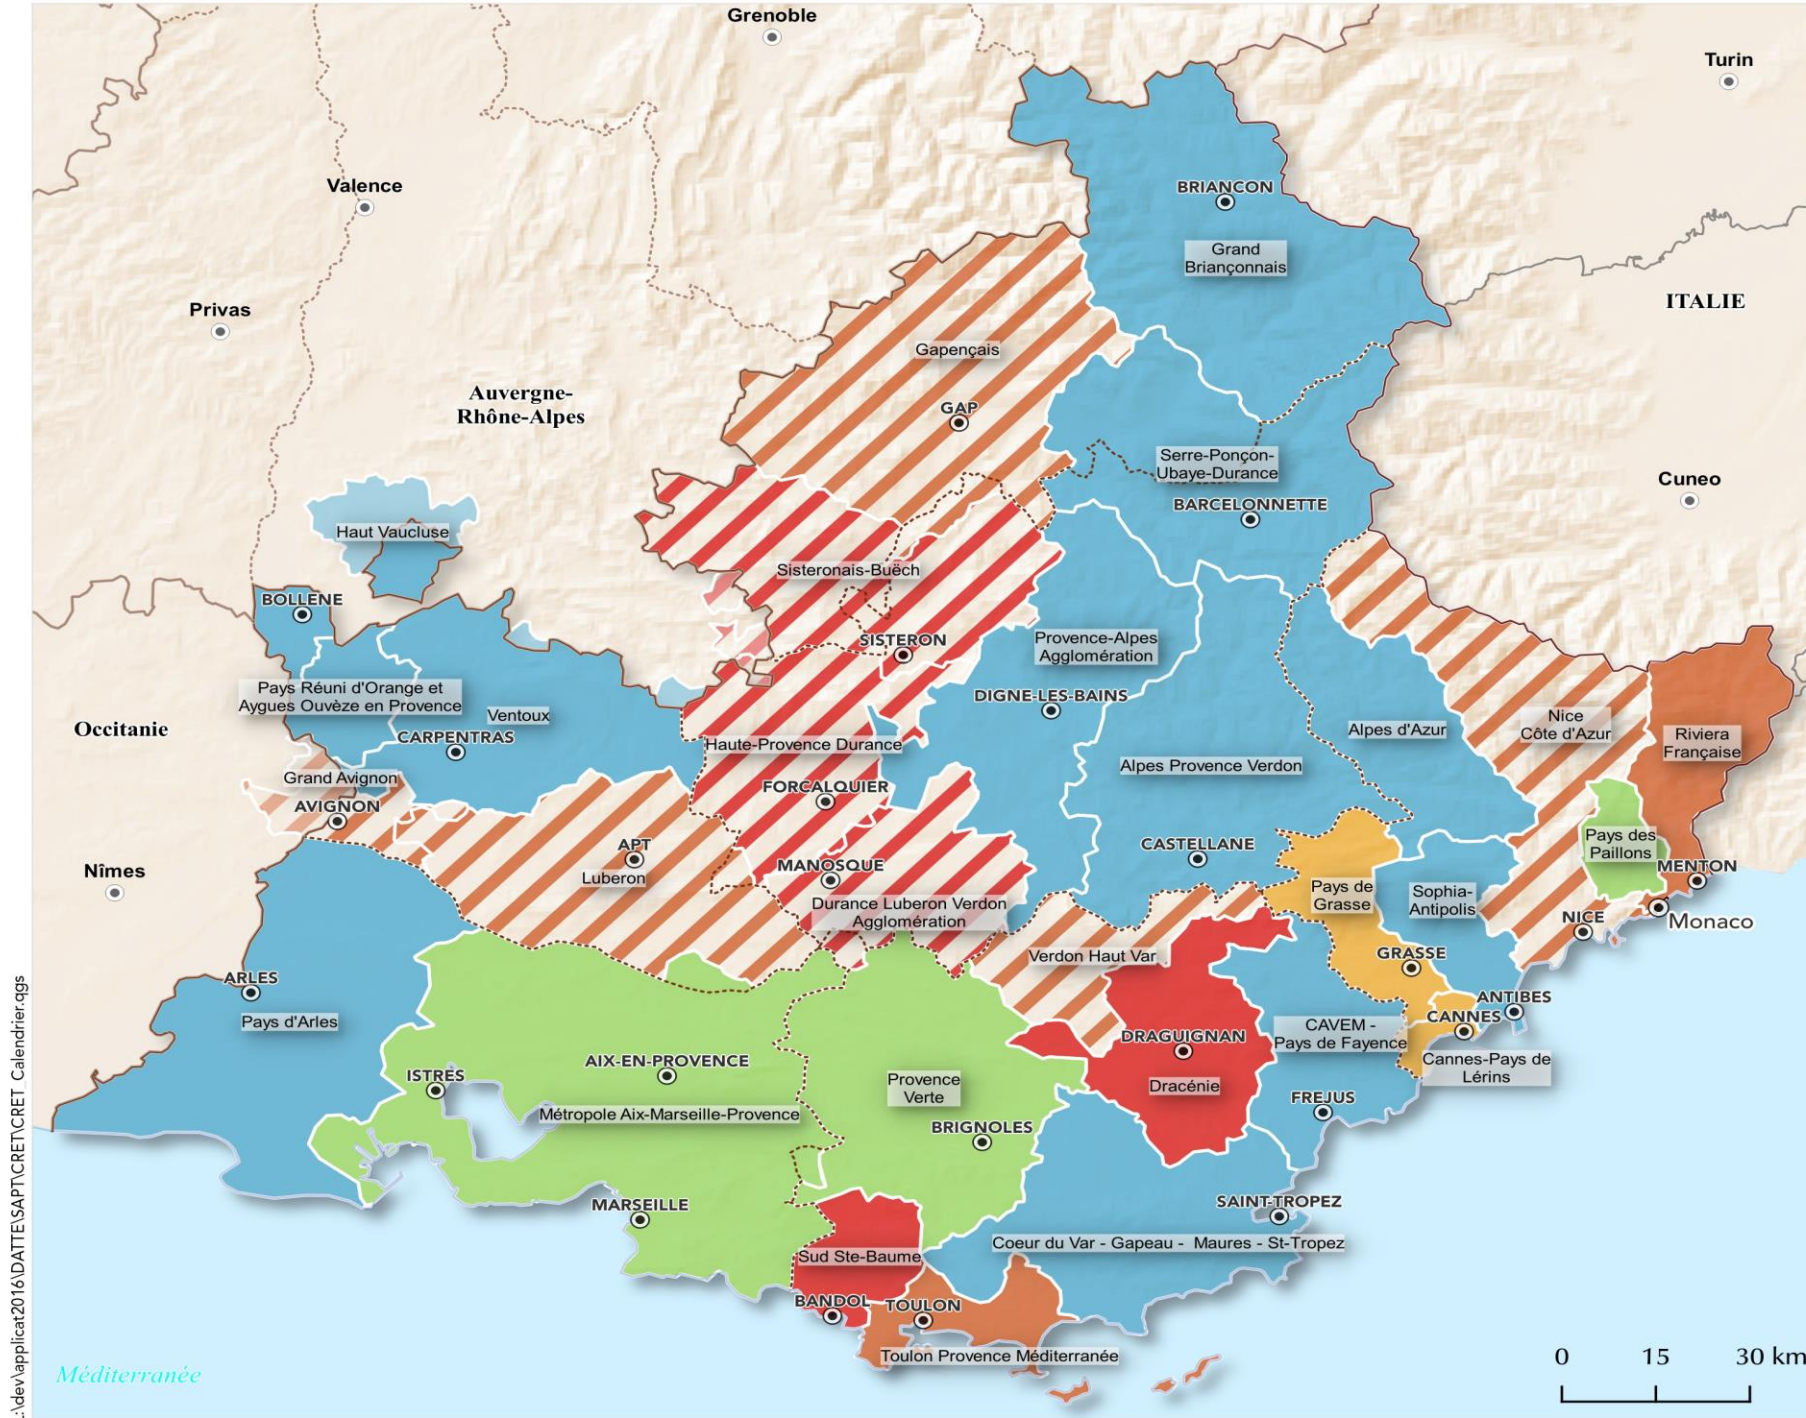 Grenoble
Turin
Valence
BRIANCON
Grand
Briançonnais
Privas
ITALIE
Gapençais
Auvergne-
Rhône-Alpes
GAP
Serre-Ponçon-
Ubaye-Durance
Cuneo
BARCELONNETTE
Haut Vaucluse
Sisteronais-Buëch
BOLLENE
SISTERON
Provence-Alpes
Agglomération
Pays Réuni d'Orange et
Aygues Ouvèze en Provence
DIGNE-LES-BAINS
Ventoux
Occitanie
CARPENTRAS
Haute-Provence Durance
Alpes d'Azur
Nice
Côte d'Azur
Riviera
Française
Alpes Provence Verdon
Grand Avignon
AVIGNON
FORCALQUIER
APT
Luberon
CASTELLANE
Pays des
Paillons
Nîmes
MANOSQUE
MENTON
Pays de
Grasse
Sophia-
Antipolis
Durance Luberon Verdon
Agglomération
NICE
Monaco
Verdon Haut Var
GRASSE
ARLES
Pays d'Arles
ANTIBES
CANNES
CAVEM -
Pays de Fayence
DRAGUIGNAN
Dracénie
Cannes-Pays de
Lérins
AIX-EN-PROVENCE
ISTRES
Provence
Verte
Métropole Aix-Marseille-Provence
FREJUS
BRIGNOLES
MARSEILLE
SAINT-TROPEZ
Coeur du Var - Gapeau - Maures - St-Tropez
Sud Ste-Baume
BANDOL
TOULON
Toulon Provence Méditerranée
Méditerranée
0 15 30 km
:\dev\applicat2016\DATTE\SAPT\CRET\CRET_Calendrier.qgs